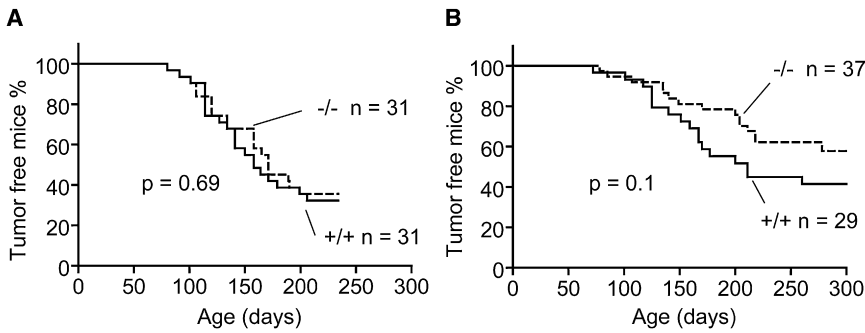 A
Tumor free mice %
100
80
60
40
20
0
-/- n = 31
p = 0.69
+/+ n = 31
0 50 100 150 200 250 300
Age (days)
B
Tumor free mice %
100
80
60
40
20
0
-/- n = 37
p = 0.1
+/+ n = 29
0 50 100 150 200 250 300
Age (days)